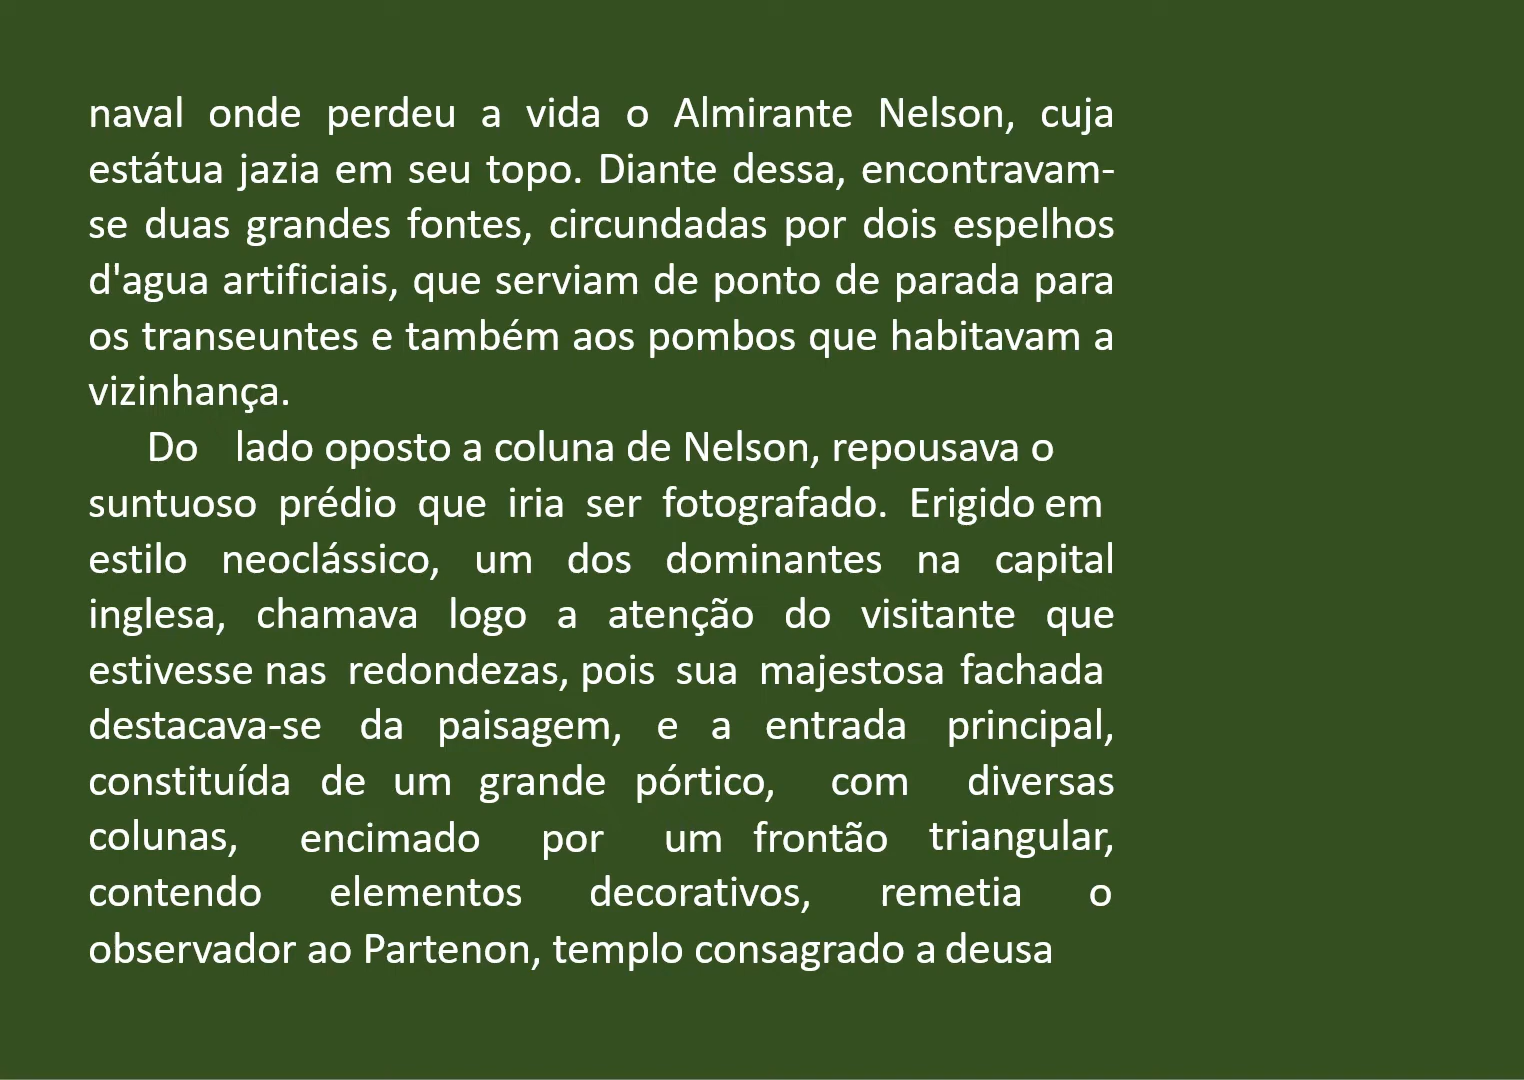 naval onde perdeu a vida o Almirante Nelson, cuja
estátua jazia em seu topo. Diante dessa, encontravam-
se duas grandes fontes, circundadas por dois espelhos
d'agua artificiais, que serviam de ponto de parada para
os transeuntes e também aos pombos que habitavam a
vizinhança.
Do lado oposto a coluna de Nelson, repousava o
suntuoso prédio que iria ser fotografado. Erigido em
estilo neoclássico, um dos dominantes na capital
inglesa, chamava logo a atenção do visitante que
estivesse nas redondezas, pois sua majestosa fachada
destacava-se da paisagem, e a entrada principal,
constituída de um grande pórtico, com diversas
colunas, encimado por um frontão triangular,
contendo elementos decorativos, remetia o
observador ao Partenon, templo consagrado a deusa